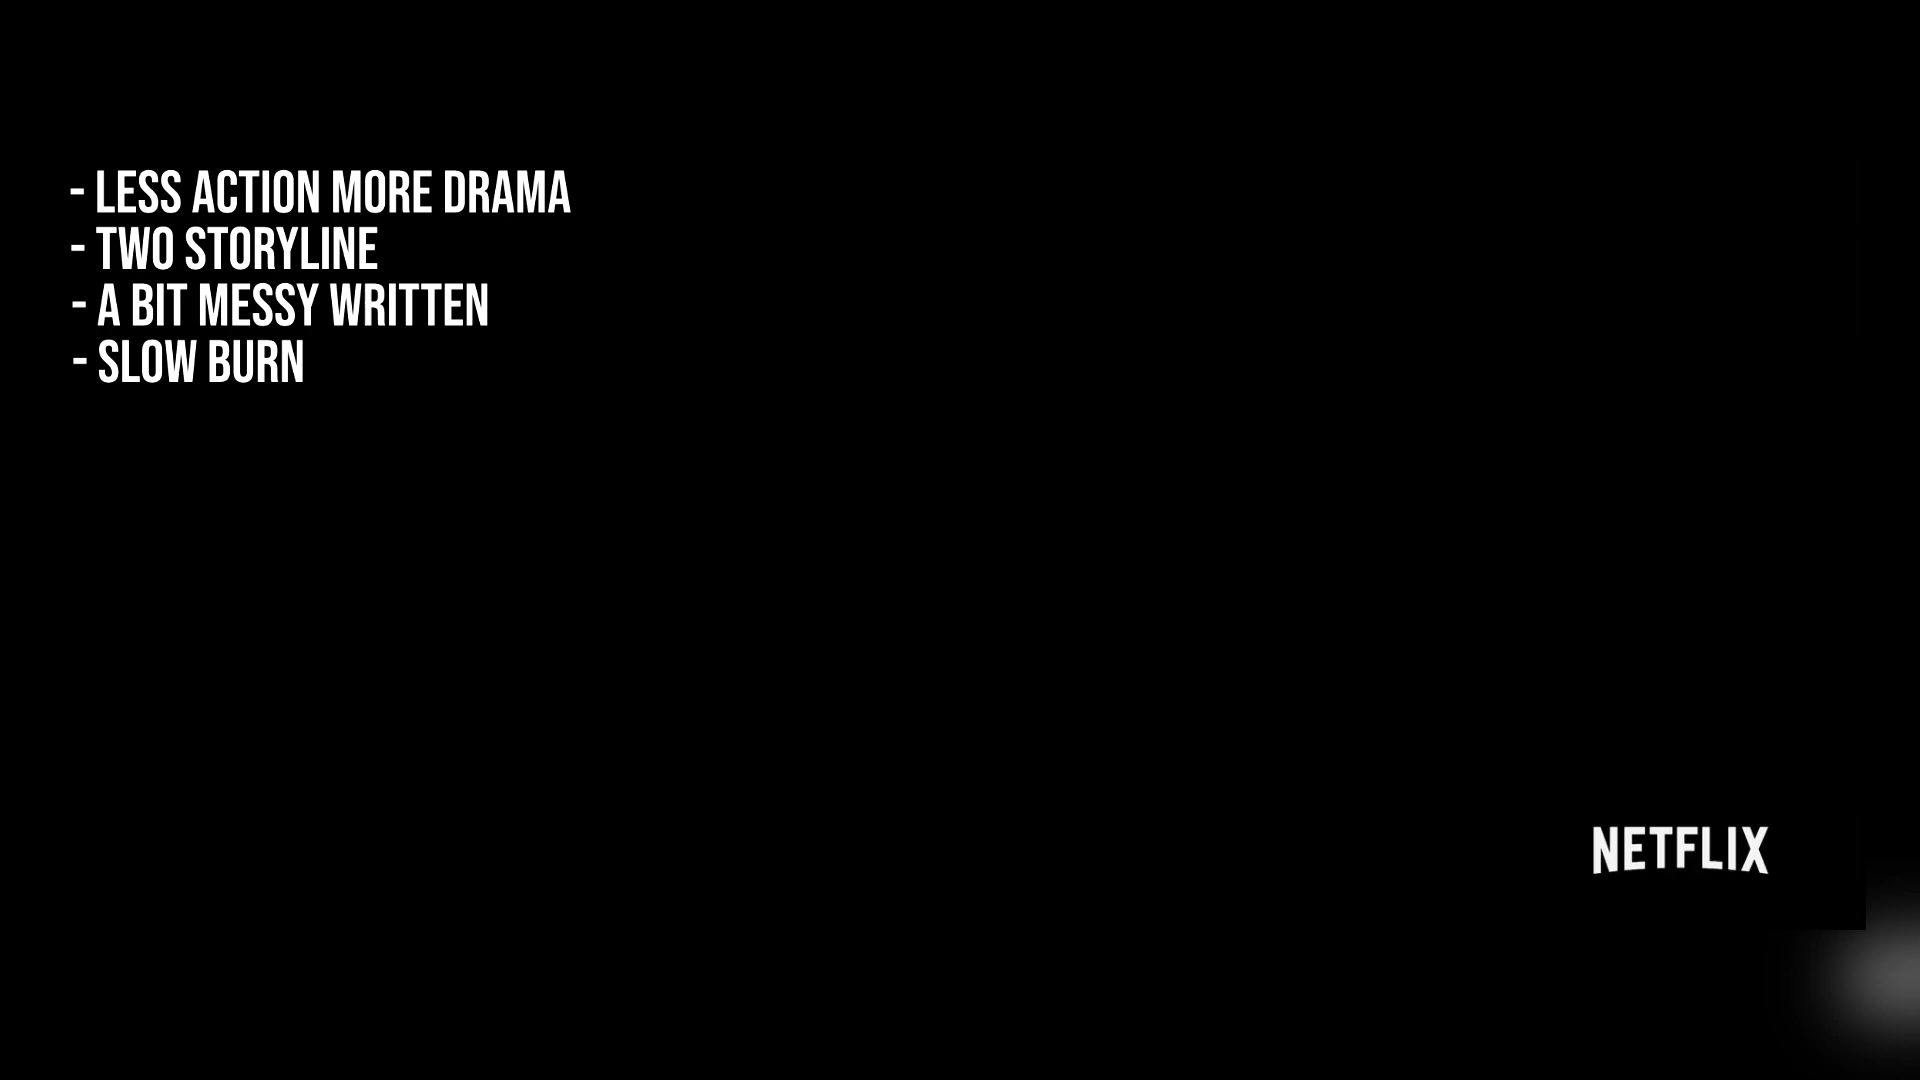 - LESS ACTION MORE DRAMA
- TWO STORYLINE
- A BIT MESSY WRITTEN
- SLOW BURN
NETFLIX